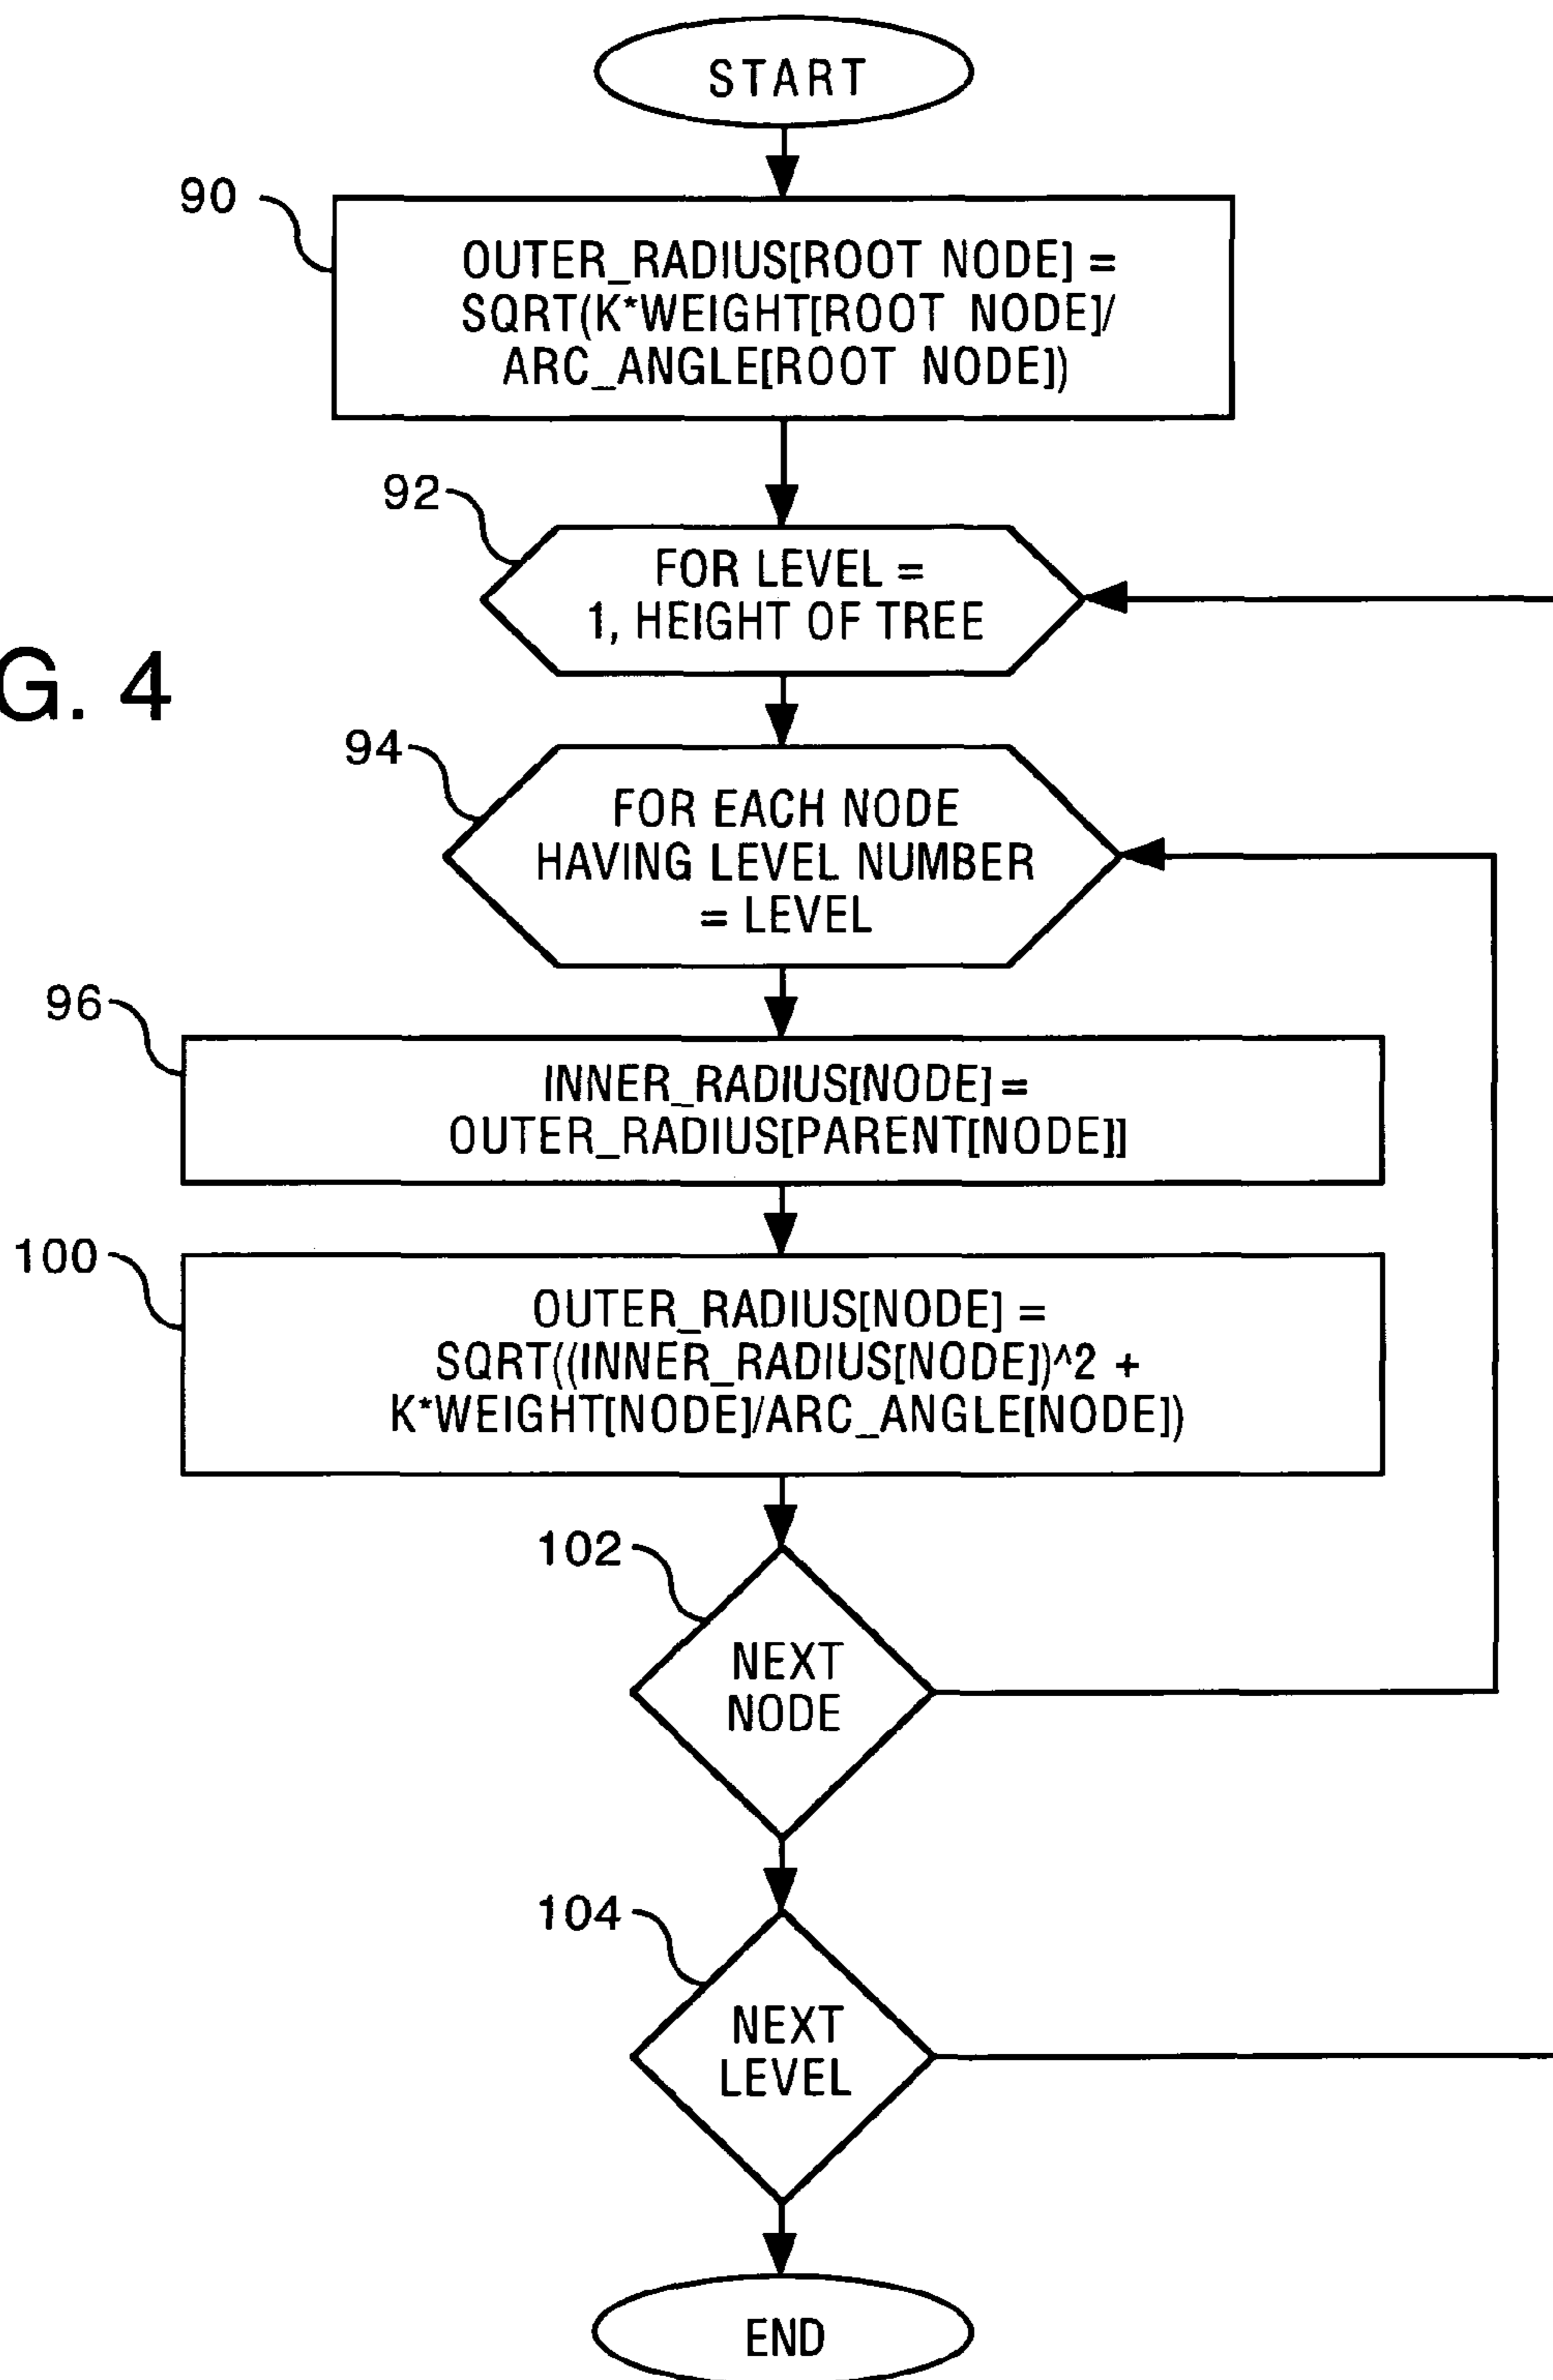 START
90
OUTER_RADIUS[ROOT NODE] =
SQRT(K*WEIGHT[ROOT NODE]/
ARC_ANGLE[ROOT NODE])
92
FOR LEVEL =
1, HEIGHT OF TREE
G. 4
94
FOR EACH NODE
HAVING LEVEL NUMBER
= LEVEL
96
INNER_RADIUS[NODE] =
OUTER_RADIUS[PARENT[NODE]]
100
OUTER_RADIUS[NODE] =
SQRT((INNER_RADIUS[NODE])^2 +
K*WEIGHT[NODE]/ARC_ANGLE[NODE])
102
NEXT
NODE
104
NEXT
LEVEL
END